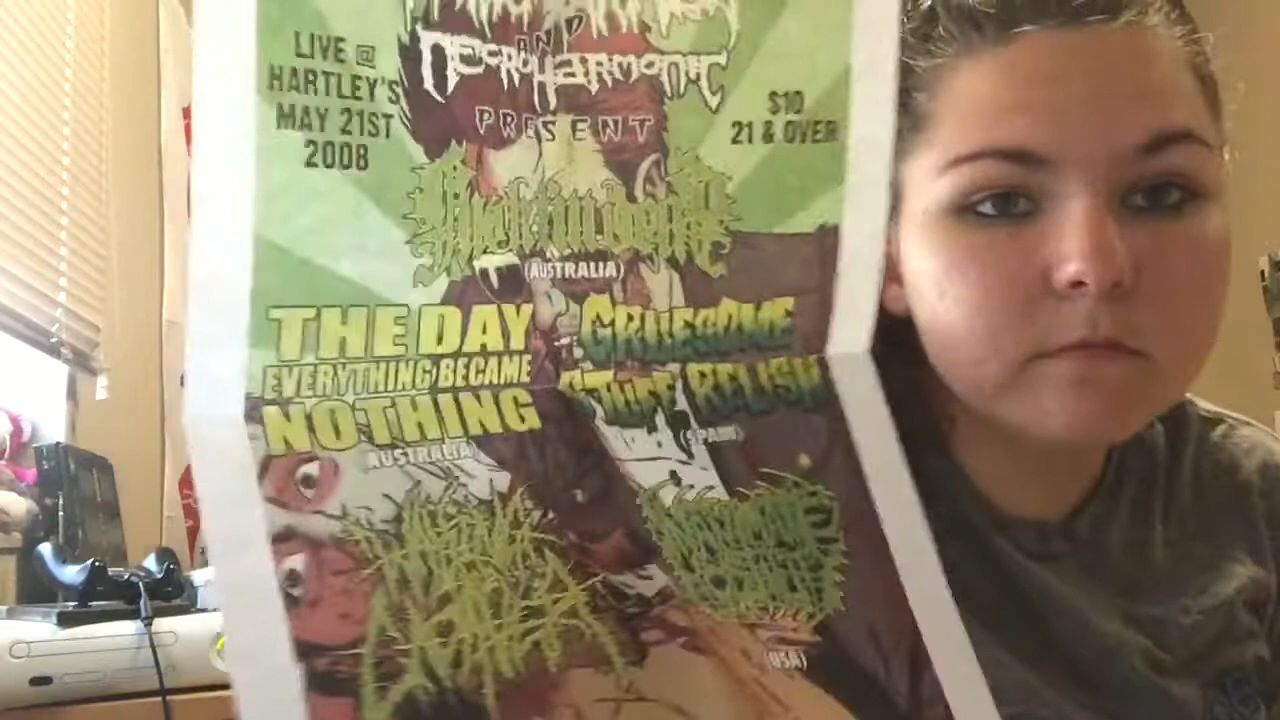 AND
NECROHARMONIC
PRESENT
LIVE @
HARTLEY'S
MAY 21ST
2008
$10
21 & OVER
(AUSTRALIA)
THE DAY
EVERYTHING BECAME
NOTHING
AUSTRALIA
GRUESOME
STUFF RELISH
(SPAIN)
(USA)